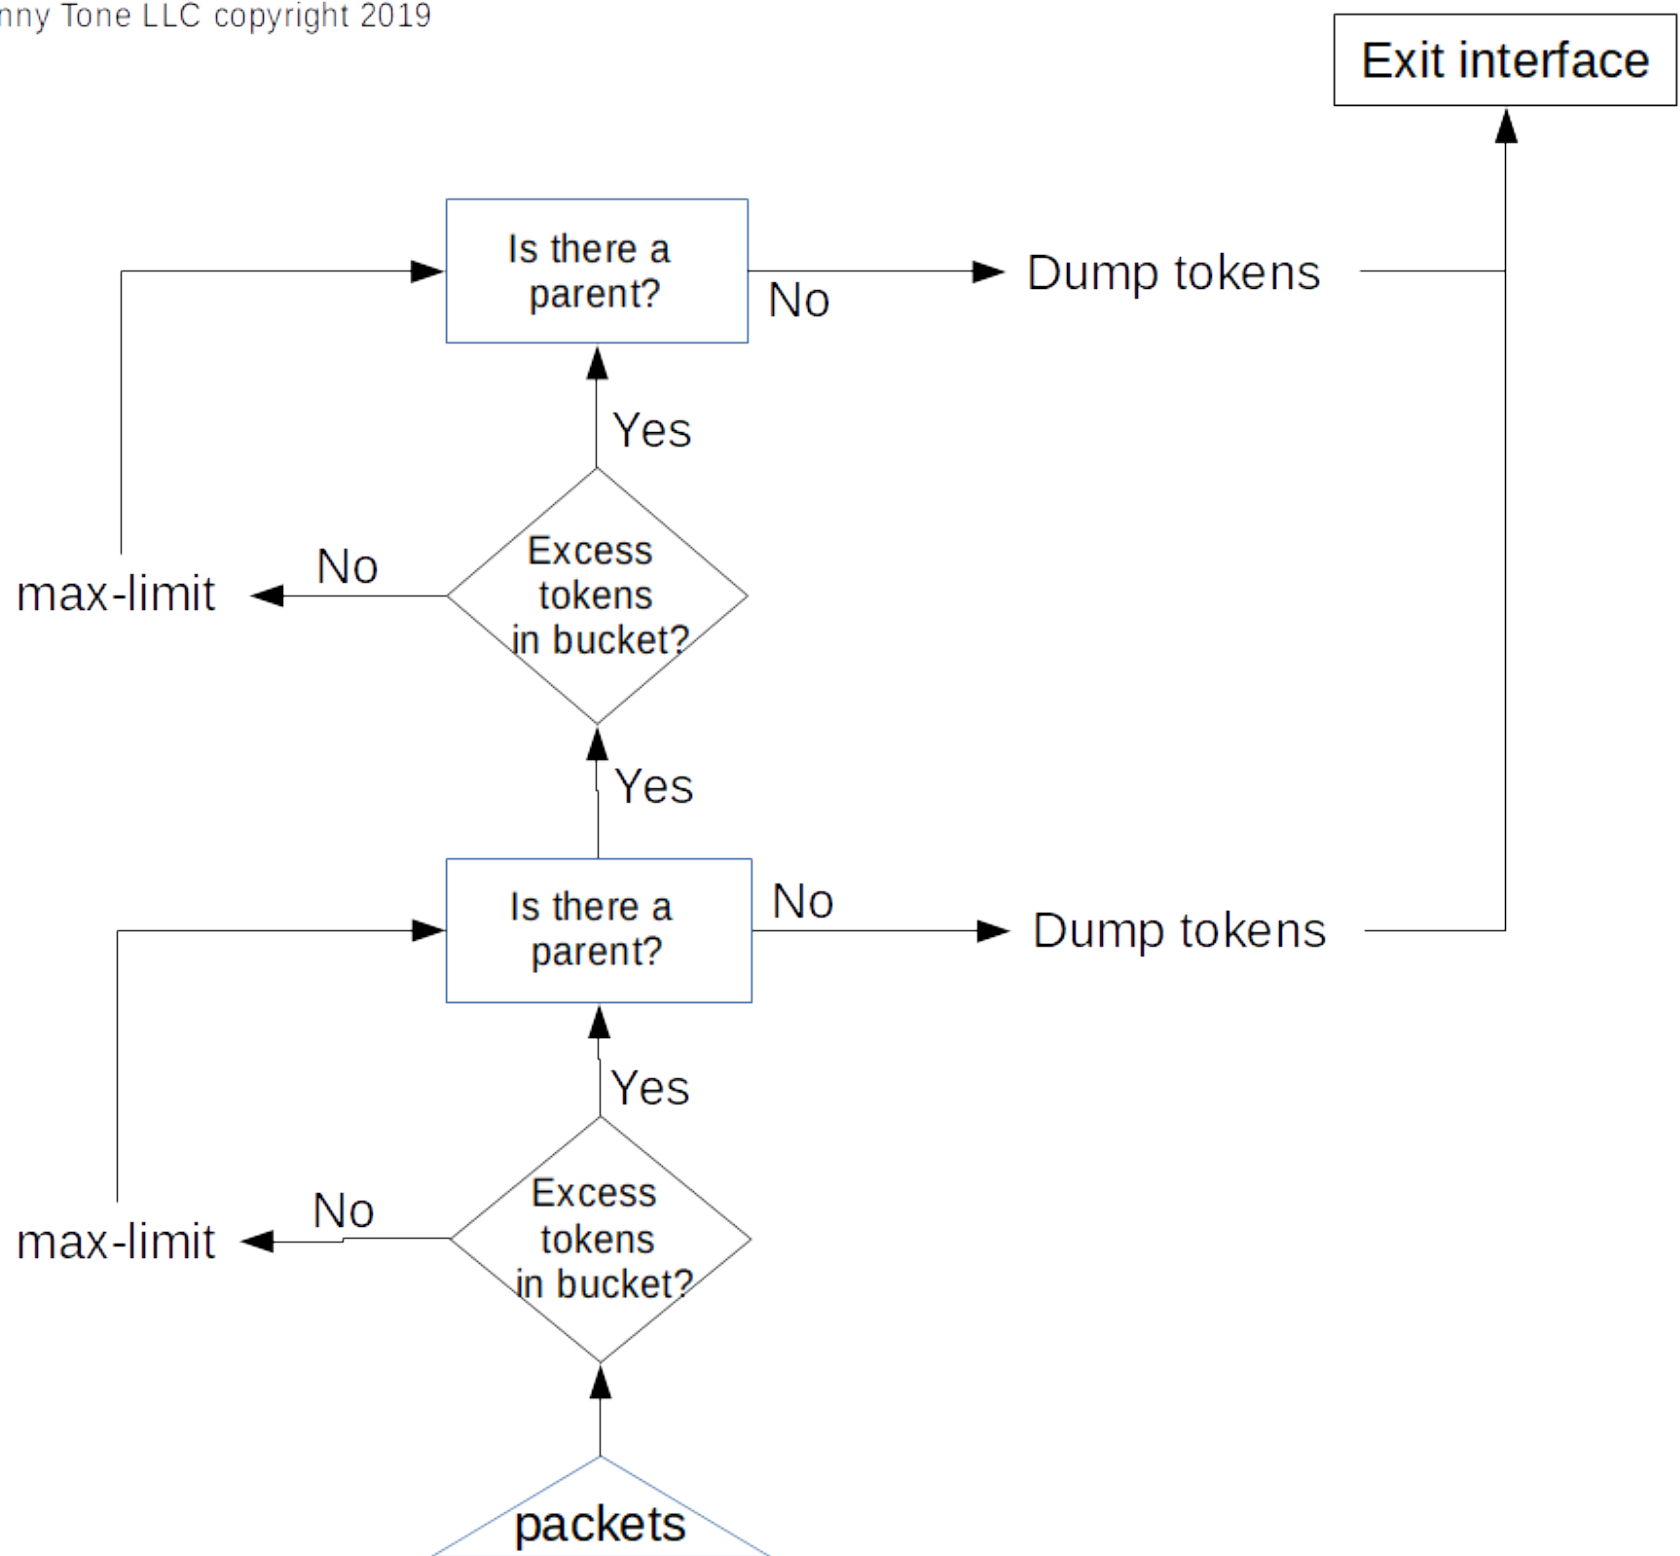 Tone LLC copyright 2019
Exit interface
Is there a
parent?
No
Dump tokens
Yes
Excess
tokens
in bucket?
No
max-limit
Yes
Is there a
parent?
No
Dump tokens
Yes
Excess
tokens
in bucket?
No
max-limit
packets